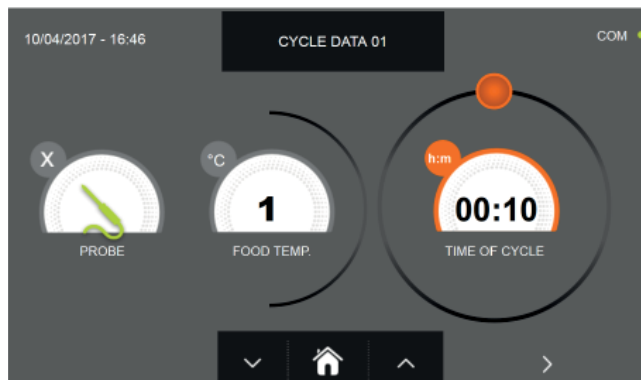 10/04/2017 - 16:46
CYCLE DATA 01
COM
X
°C
h:m
1
00:10
PROBE
FOOD TEMP.
TIME OF CYCLE